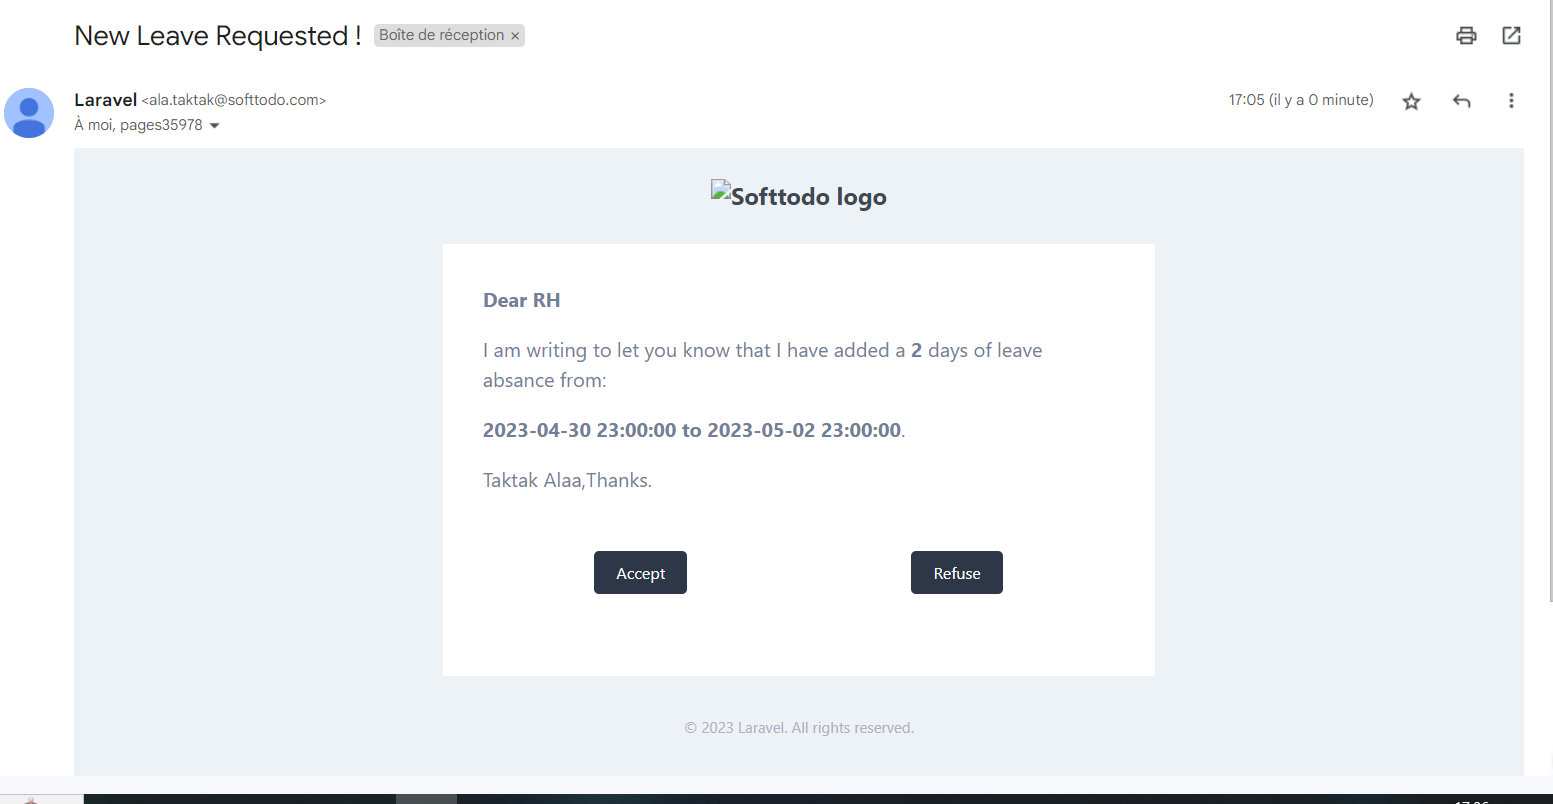 New Leave Requested ! Boîte de réception ×
Laravel <ala.taktak@softtodo.com> 17:05 (il y a 0 minute)
À moi, pages35978
Softtodo logo
Dear RH
I am writing to let you know that I have added a 2 days of leave
absance from:
2023-04-30 23:00:00 to 2023-05-02 23:00:00.
Taktak Alaa,Thanks.
Accept Refuse
© 2023 Laravel. All rights reserved.